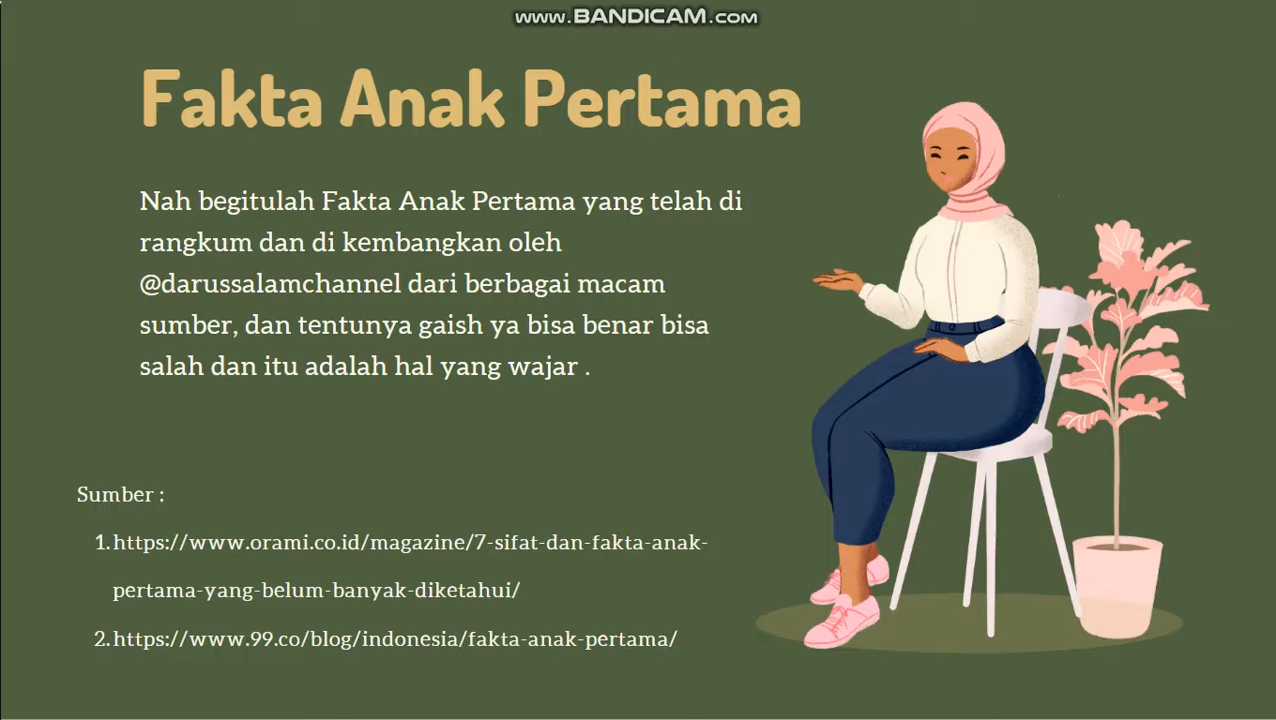 www.BANDICAM.com
Fakta Anak Pertama
Nah begitulah Fakta Anak Pertama yang telah di
rangkum dan di kembangkan oleh
@darussalamchannel dari berbagai macam
sumber, dan tentunya gaish ya bisa benar bisa
salah dan itu adalah hal yang wajar .
Sumber :
1.https://www.orami.co.id/magazine/7-sifat-dan-fakta-anak-
pertama-yang-belum-banyak-diketahui/
2.https://www.99.co/blog/indonesia/fakta-anak-pertama/